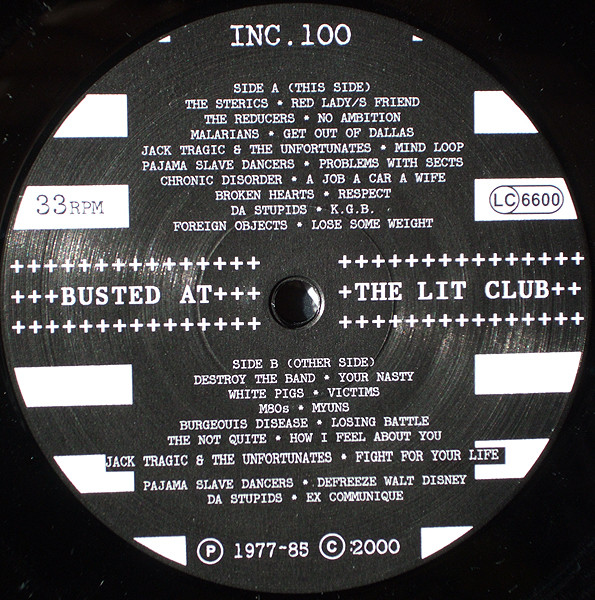 INC.100
SIDE A (THIS SIDE)
THE STERICS * RED LADY/S FRIEND
THE REDUCERS * NO AMBITION
MALARIANS * GET OUT OF DALLAS
JACK TRAGIC & THE UNFORTUNATES * MIND LOOP
PAJAMA SLAVE DANCERS * PROBLEMS WITH SECTS
CHRONIC DISORDER * A JOB A CAR A WIFE
BROKEN HEARTS * RESPECT
DA STUPIDS * K.G.B.
FOREIGN OBJECTS * LOSE SOME WEIGHT
33RPM
LC 6600
++++++++++++++++ ++++++++++++++++
+++BUSTED AT+++ +THE LIT CLUB++
++++++++++++++++ ++++++++++++++++
SIDE B (OTHER SIDE)
DESTROY THE BAND * YOUR NASTY
WHITE PIGS * VICTIMS
M80s * MYUNS
BURGEOUIS DISEASE * LOSING BATTLE
THE NOT QUITE * HOW I FEEL ABOUT YOU
JACK TRAGIC & THE UNFORTUNATES * FIGHT FOR YOUR LIFE
PAJAMA SLAVE DANCERS * DEFREEZE WALT DISNEY
DA STUPIDS * EX COMMUNIQUE
Ⓟ 1977-85 Ⓒ:2000